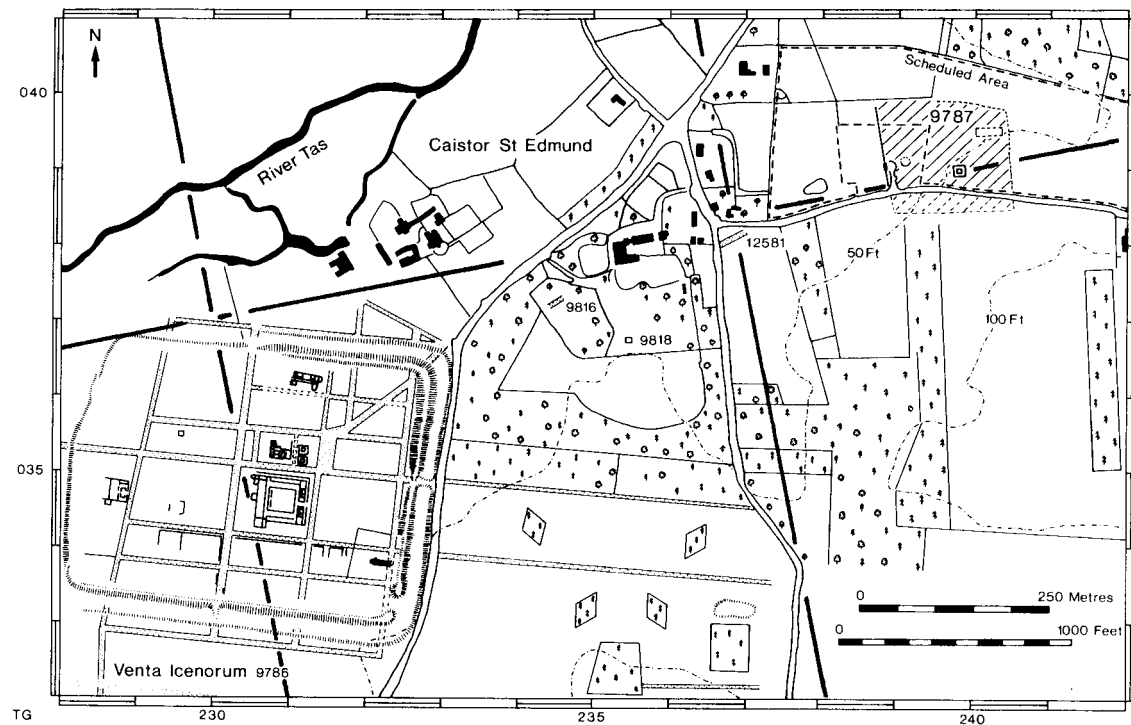 N
040
Scheduled Area
9787
River Tas
Caistor St Edmund
12581
50 Ft
9816
9818
100 Ft
035
0 250 Metres
0 1000 Feet
Venta Icenorum 9786
TG 230 235 240